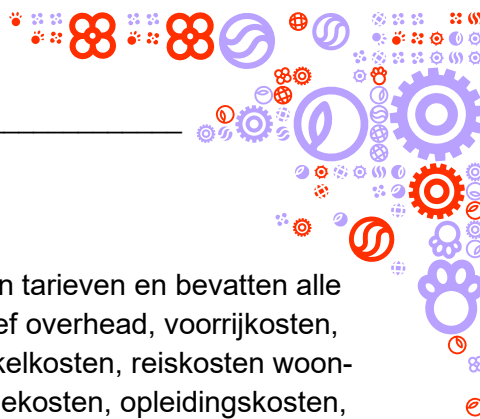 n tarieven en bevatten alle
ef overhead, voorrijkosten,
kelkosten, reiskosten woon-
ekosten, opleidingskosten,